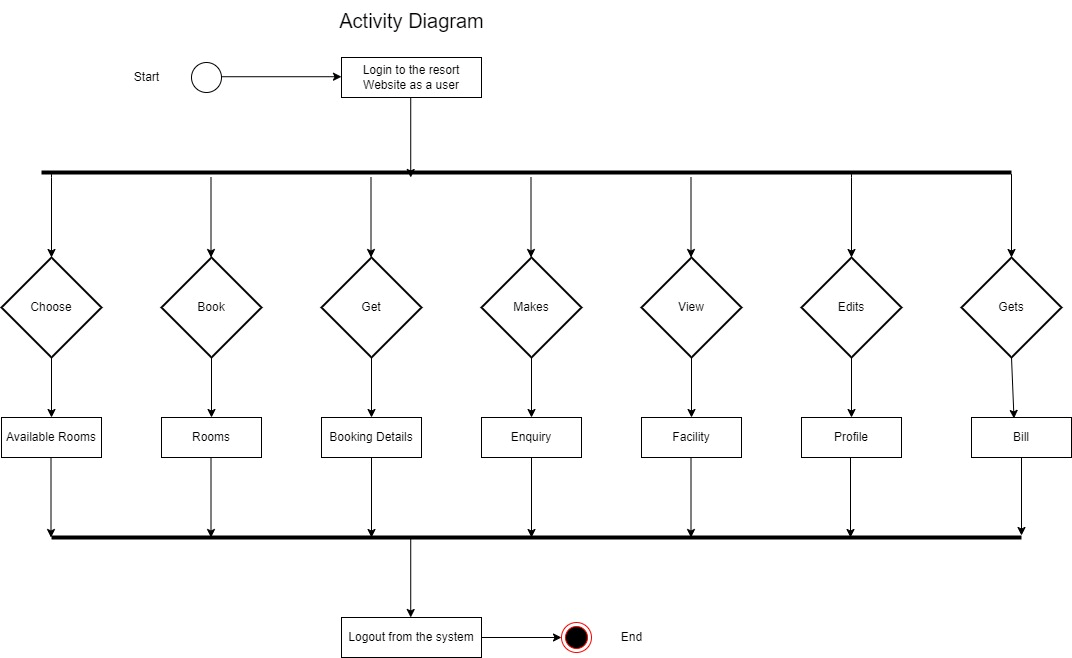 Activity Diagram
Start
Login to the resort
Website as a user
Choose
Book
Get
Makes
View
Edits
Gets
Available Rooms
Rooms
Booking Details
Enquiry
Facility
Profile
Bill
Logout from the system
End